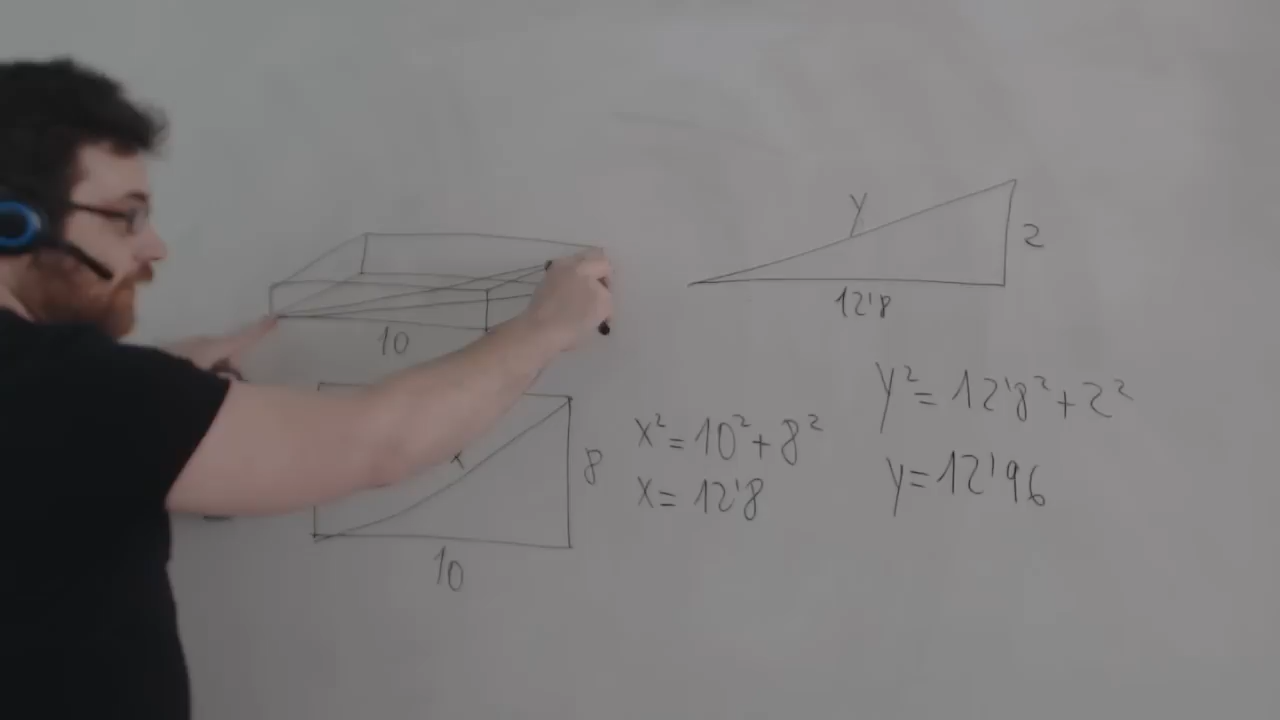 10
x
8
10
x²=10²+8²
x=12'8
y
2
12'8
y²=12'8²+2²
y=12'96